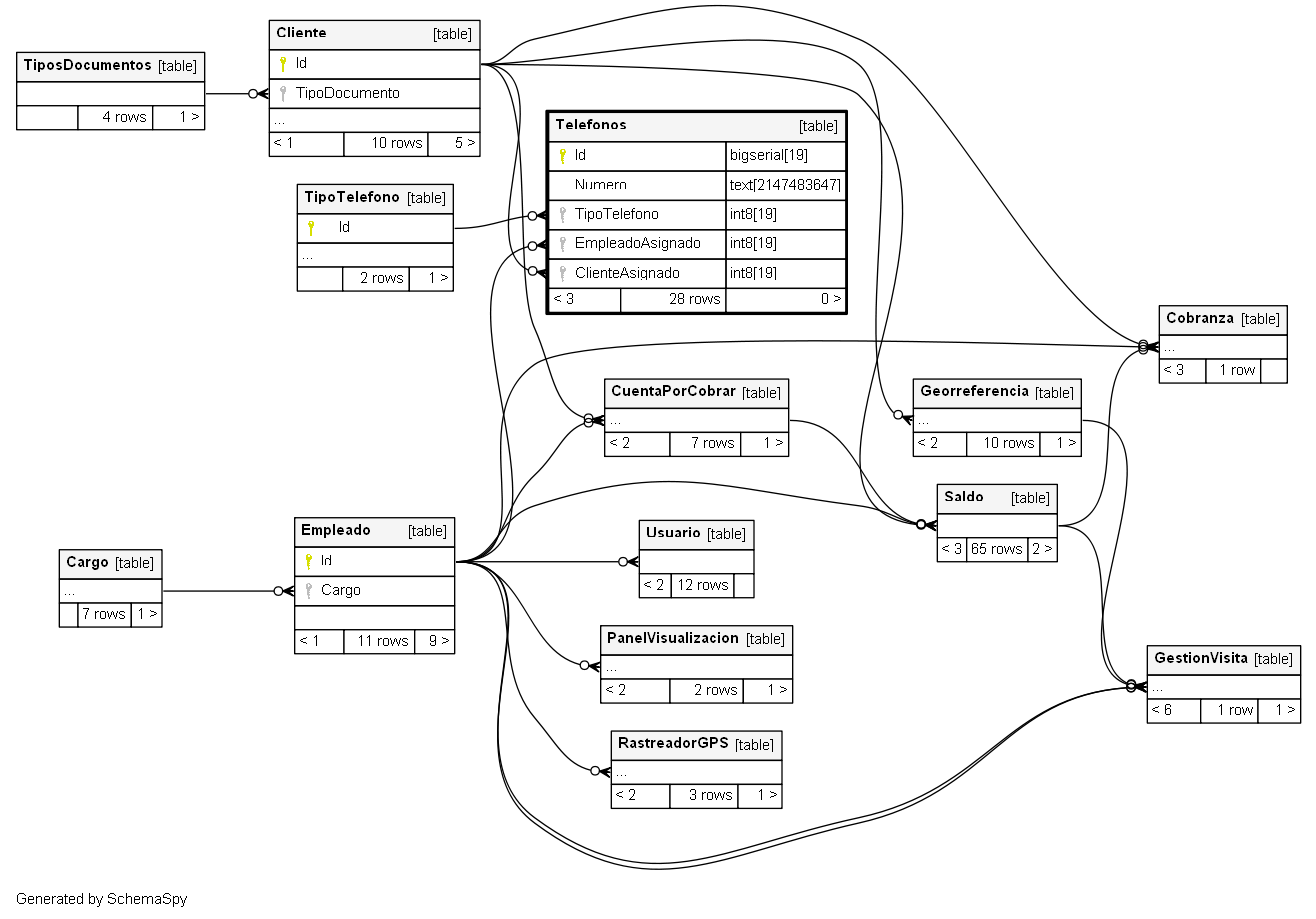 Cliente [table]
Id
TipoDocumento
...
< 1 10 rows 5 >
TiposDocumentos [table]
4 rows 1 >
Telefonos [table]
Id bigserial[19]
Numero text[2147483647]
TipoTelefono int8[19]
EmpleadoAsignado int8[19]
ClienteAsignado int8[19]
< 3 28 rows 0 >
TipoTelefono [table]
Id
...
2 rows 1 >
Cobranza [table]
...
< 3 1 row
CuentaPorCobrar [table]
...
< 2 7 rows 1 >
Georreferencia [table]
...
< 2 10 rows 1 >
Saldo [table]
< 3 65 rows 2 >
Empleado [table]
Id
Cargo
< 1 11 rows 9 >
Usuario [table]
< 2 12 rows
Cargo [table]
...
7 rows 1 >
PanelVisualizacion [table]
...
< 2 2 rows 1 >
GestionVisita [table]
...
< 6 1 row 1 >
RastreadorGPS [table]
...
< 2 3 rows 1 >
Generated by SchemaSpy